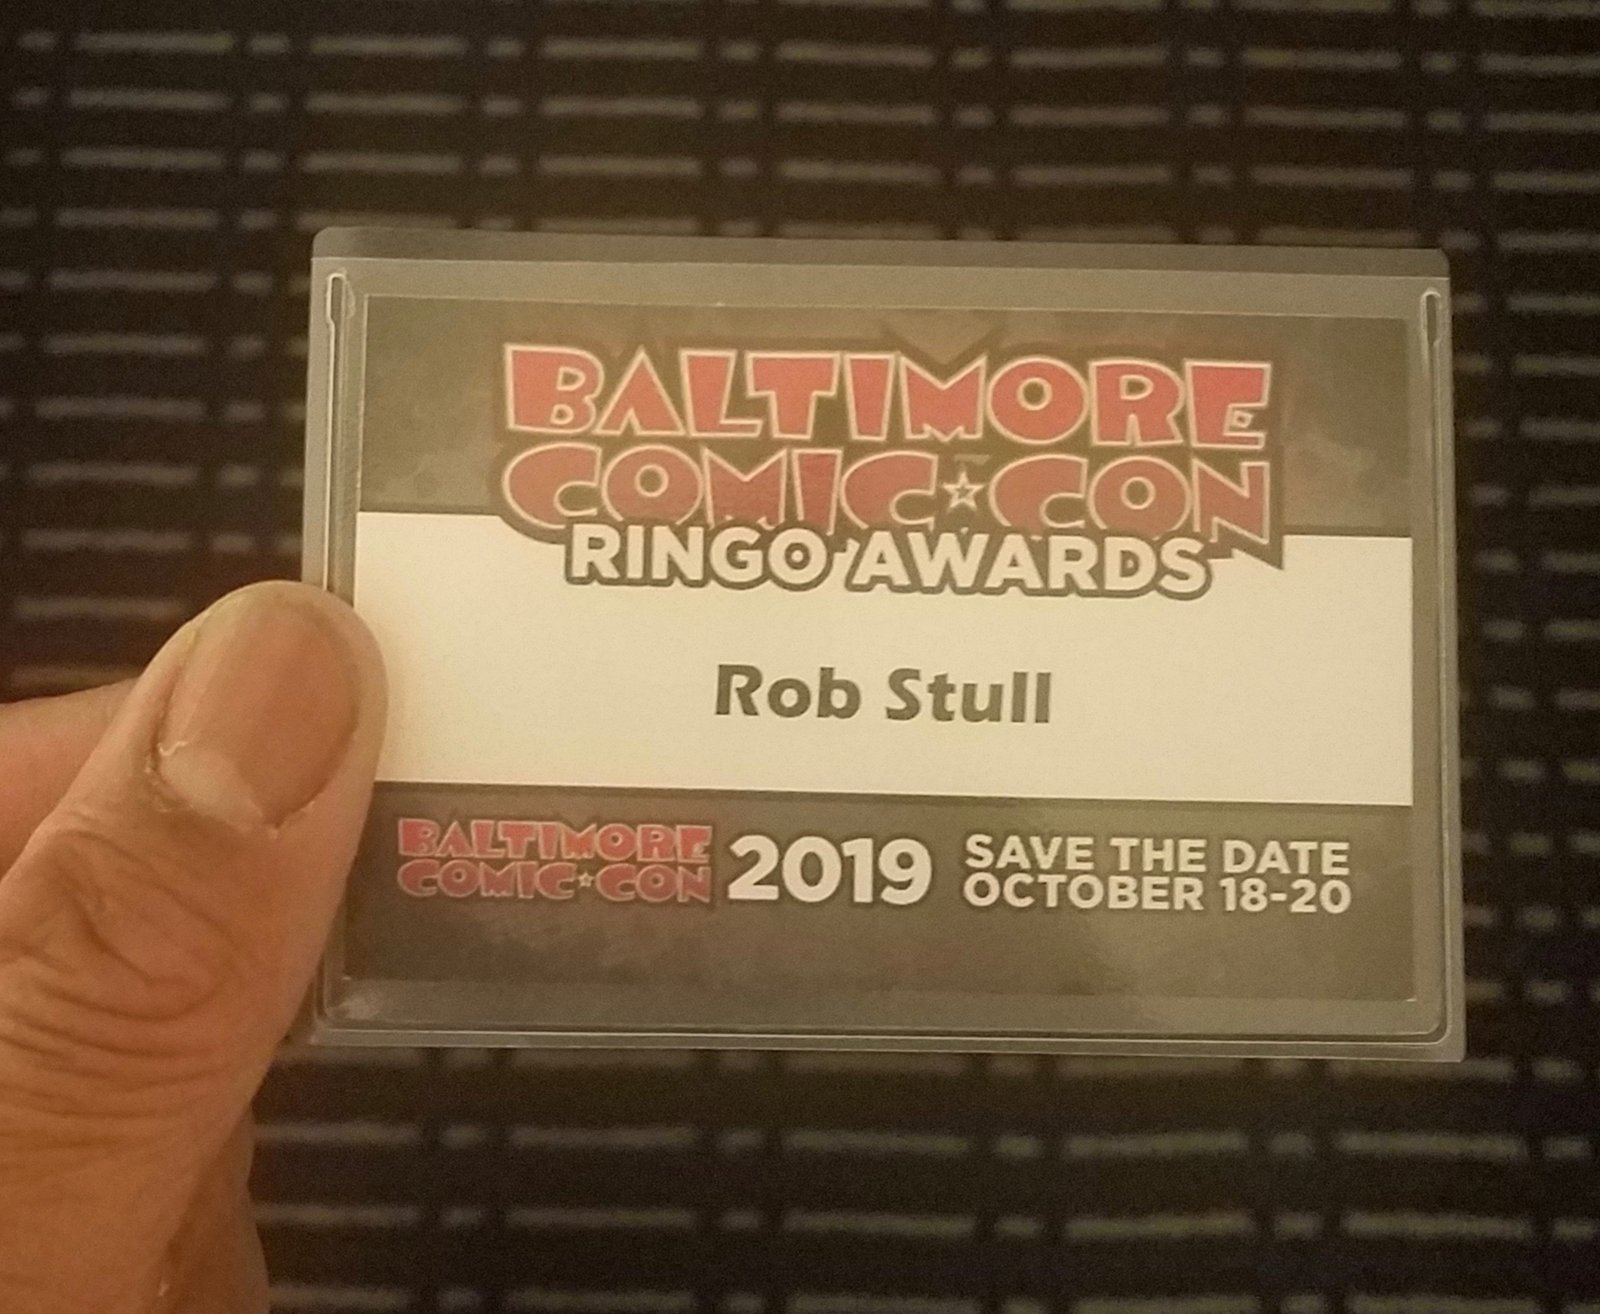 BALTIMORE
COMIC★CON
RINGO AWARDS
Rob Stull
BALTIMORE
COMIC★CON
2019
SAVE THE DATE
OCTOBER 18-20